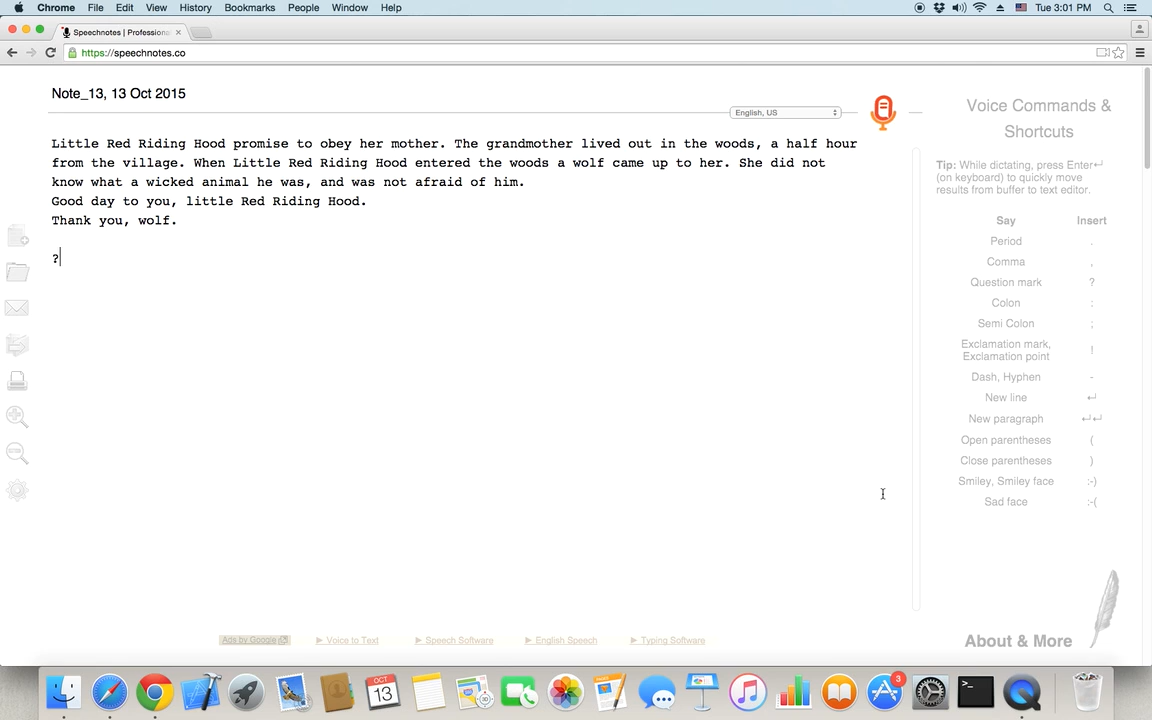 Chrome File Edit View History Bookmarks People Window Help Tue 3:01 PM
Speechnotes | Professiona
https://speechnotes.co
Note_13, 13 Oct 2015
English, US
Little Red Riding Hood promise to obey her mother. The grandmother lived out in the woods, a half hour
from the village. When Little Red Riding Hood entered the woods a wolf came up to her. She did not
know what a wicked animal he was, and was not afraid of him.
Good day to you, little Red Riding Hood.
Thank you, wolf.
?
Voice Commands &
Shortcuts
Tip: While dictating, press Enter↵
(on keyboard) to quickly move
results from buffer to text editor.
Say Insert
Period .
Comma ,
Question mark ?
Colon :
Semi Colon ;
Exclamation mark,
Exclamation point !
Dash, Hyphen -
New line ↵
New paragraph ↵↵
Open parentheses (
Close parentheses )
Smiley, Smiley face :-)
Sad face :-(
About & More
Ads by Google ► Voice to Text ► Speech Software ► English Speech ► Typing Software
OCT
13
3